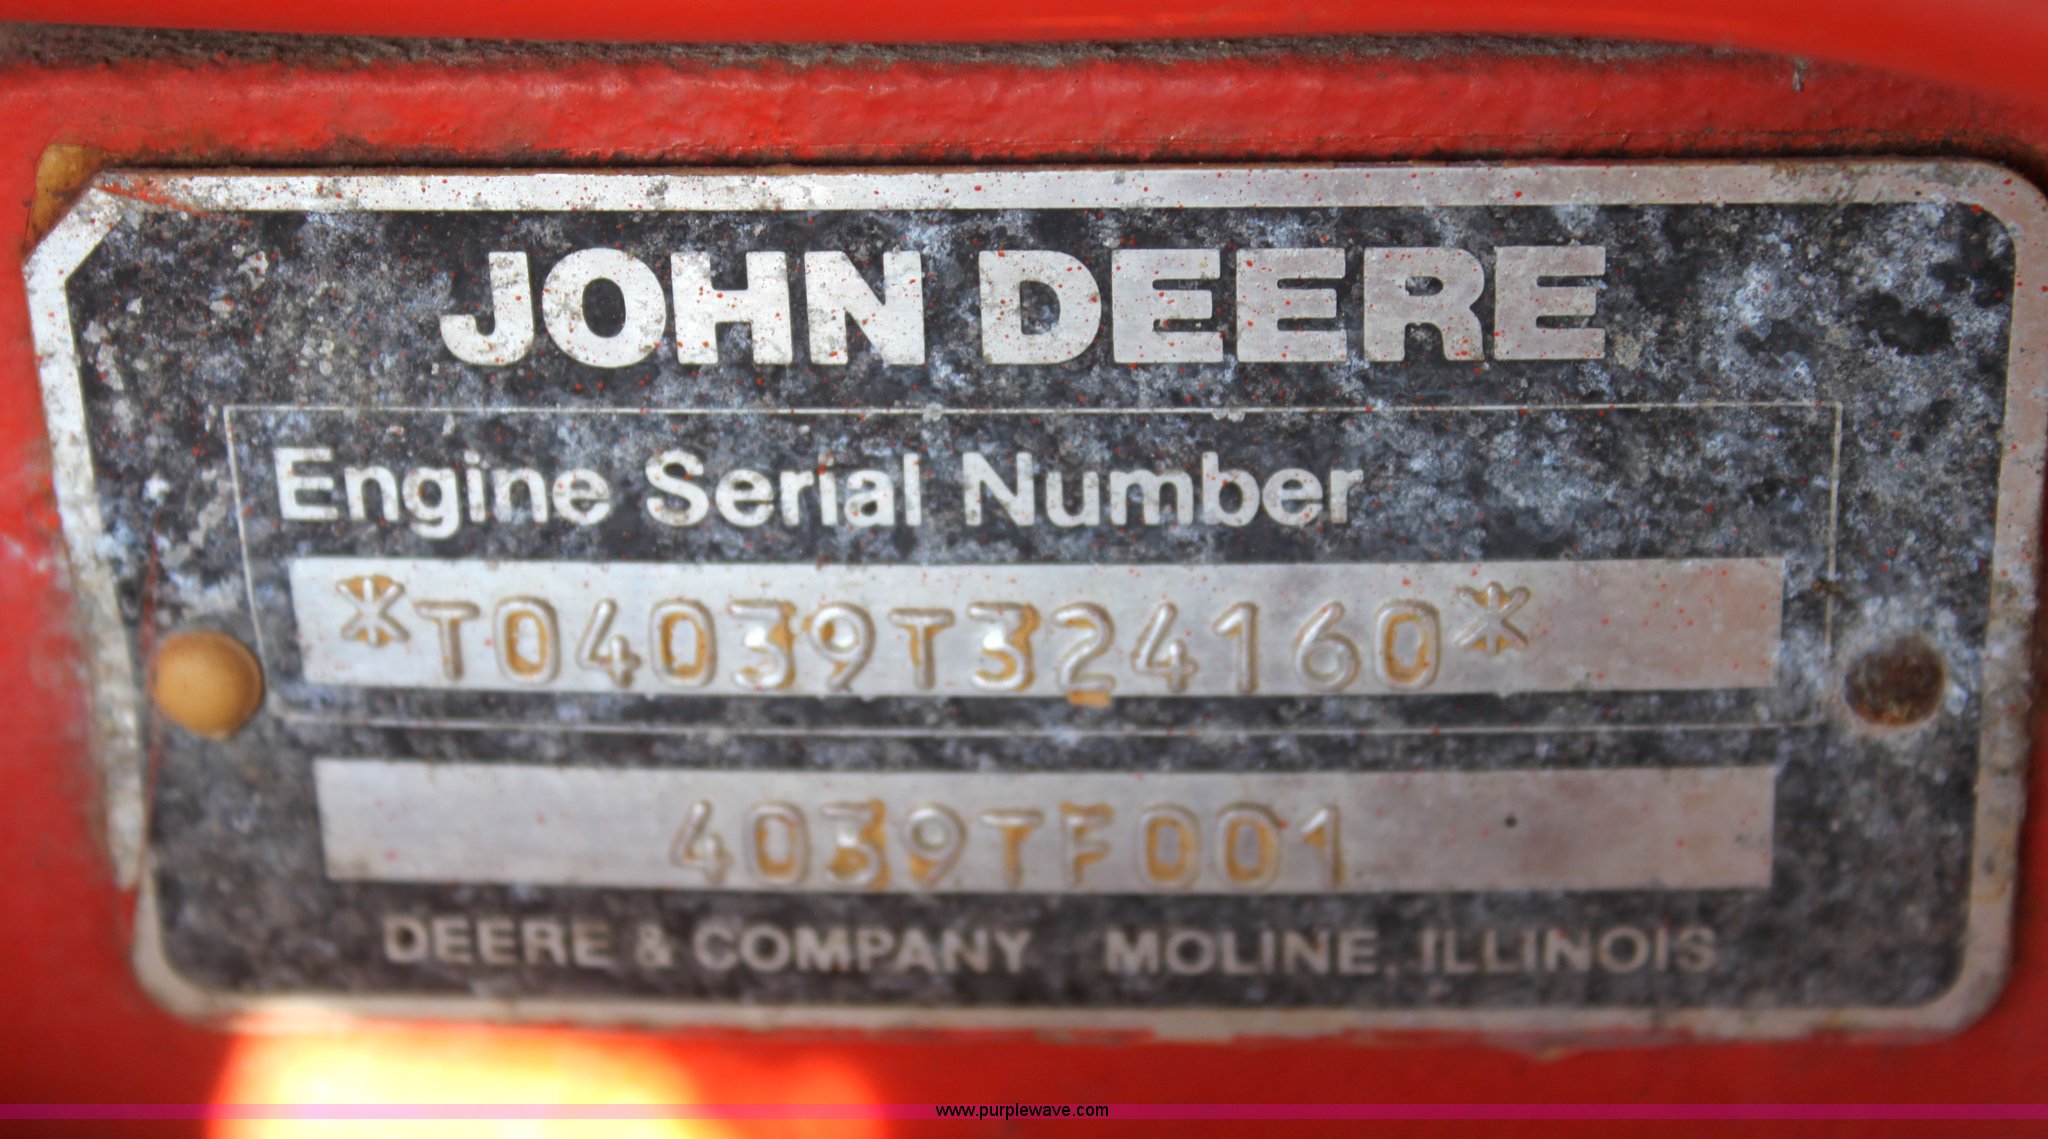 JOHN DEERE
Engine Serial Number
*T04039T324160*
4039TF001
DEERE & COMPANY MOLINE, ILLINOIS
www.purplewave.com